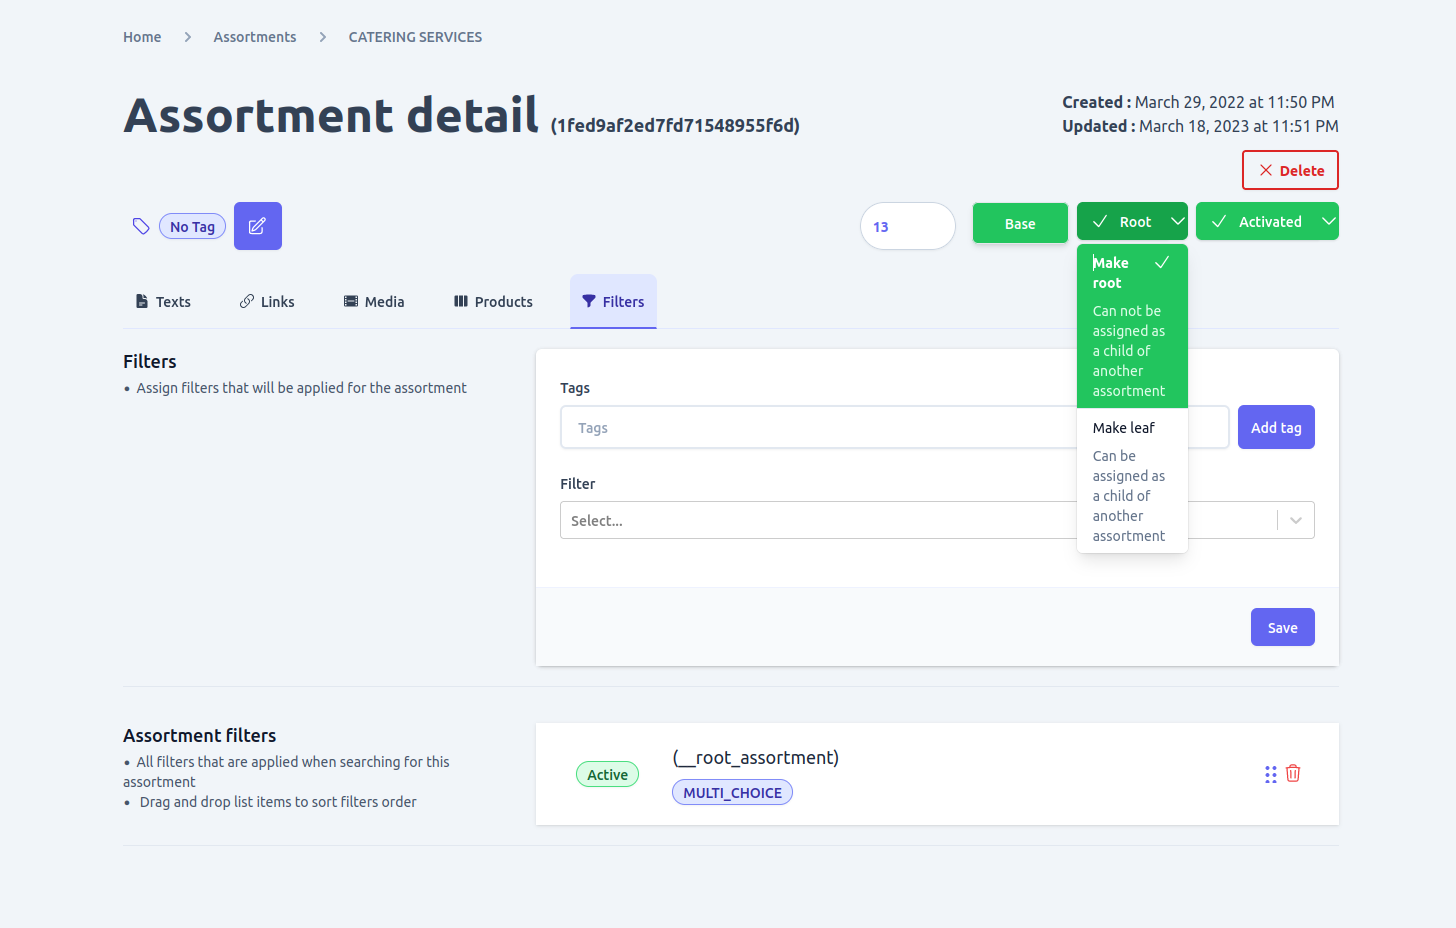 Home
Assortments
CATERING SERVICES
Assortment detail (1fed9af2ed7fd71548955f6d)
Created : March 29, 2022 at 11:50 PM
Updated : March 18, 2023 at 11:51 PM
Delete
No Tag
13
Base
Root
Activated
Make
root
Can not be
assigned as
a child of
another
assortment
Make leaf
Can be
assigned as
a child of
another
assortment
Texts
Links
Media
Products
Filters
Filters
• Assign filters that will be applied for the assortment
Tags
Tags
Add tag
Filter
Select...
Save
Assortment filters
• All filters that are applied when searching for this
assortment
• Drag and drop list items to sort filters order
Active
(__root_assortment)
MULTI_CHOICE